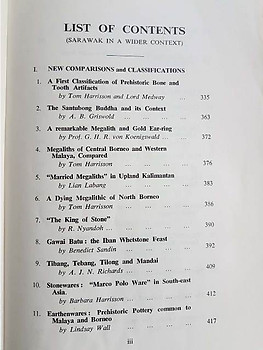 LIST OF CONTENTS
(SARAWAK IN A WIDER CONTEXT)
I. NEW COMPARISONS and CLASSIFICATIONS
1. A First Classification of Prehistoric Bone and
Tooth Artifacts
by Tom Harrisson and Lord Medway ... 335
2. The Santubong Buddha and its Context
by A. B. Griswold ... ... ... 363
3. A remarkable Megalith and Gold Ear-ring
by Prof. G. H. R. von Koenigswald ... 372
4. Megaliths of Central Borneo and Western
Malaya, Compared
by Tom Harrisson ... ... ... 376
5. "Married Megaliths" in Upland Kalimantan
by Lian Labang ... ... ... 383
6. A Dying Megalithic of North Borneo
by Tom Harrisson ... ... ... 386
7. "The King of Stone"
by R. Nyandoh ... ... ... 390
8. Gawai Batu : the Iban Whetstone Feast
by Benedict Sandin ... ... ... 392
9. Tibang, Tebang, Tilong and Mandai
by A. J. N. Richards ... ... ... 409
10. Stonewares : "Marco Polo Ware" in South-east
Asia.
by Barbara Harrisson ... ... ... 412
11. Earthenwares : Prehistoric Pottery common to
Malaya and Borneo
by Lindsay Wall ... ... ... 417
iii